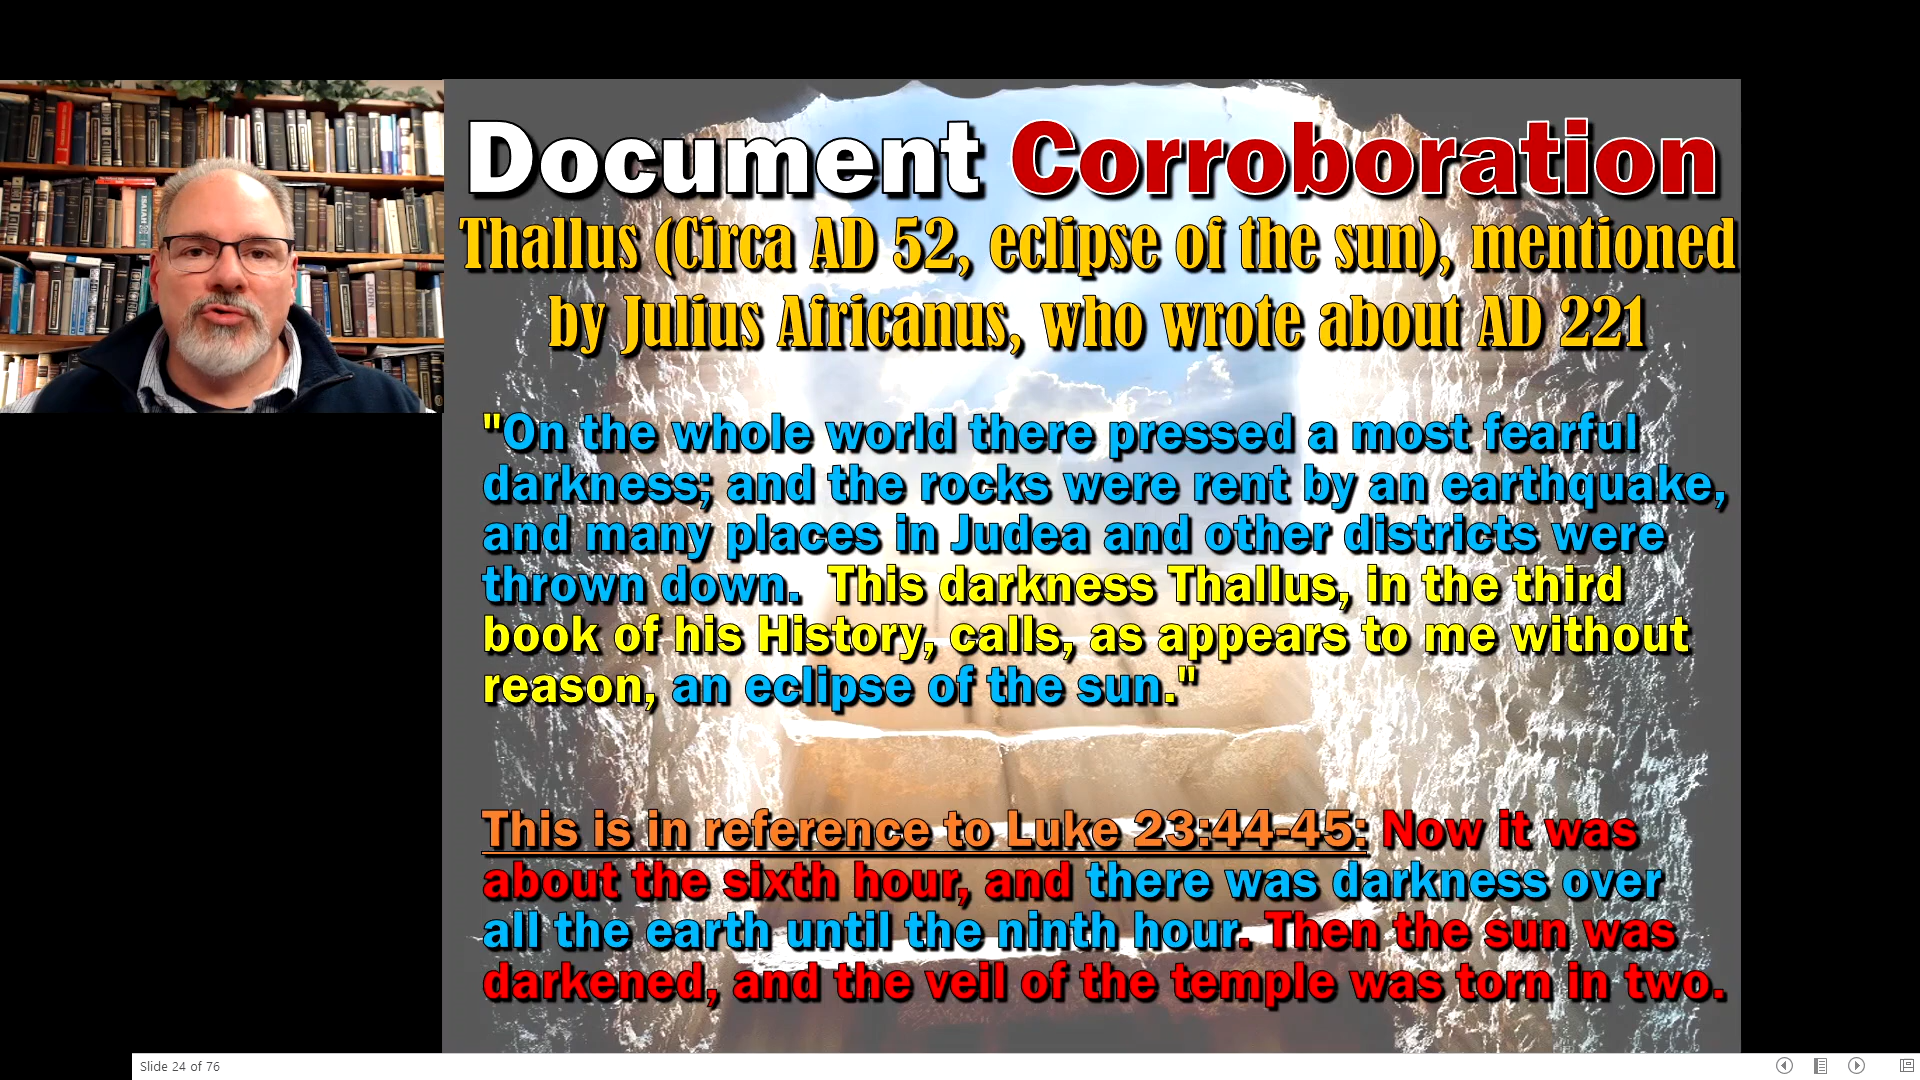 Document Corroboration
Thallus (Circa AD 52, eclipse of the sun), mentioned
by Julius Africanus, who wrote about AD 221
"On the whole world there pressed a most fearful
darkness; and the rocks were rent by an earthquake,
and many places in Judea and other districts were
thrown down. This darkness Thallus, in the third
book of his History, calls, as appears to me without
reason, an eclipse of the sun."
This is in reference to Luke 23:44-45: Now it was
about the sixth hour, and there was darkness over
all the earth until the ninth hour. Then the sun was
darkened, and the veil of the temple was torn in two.
ISAIAH
JOHN
Slide 24 of 76